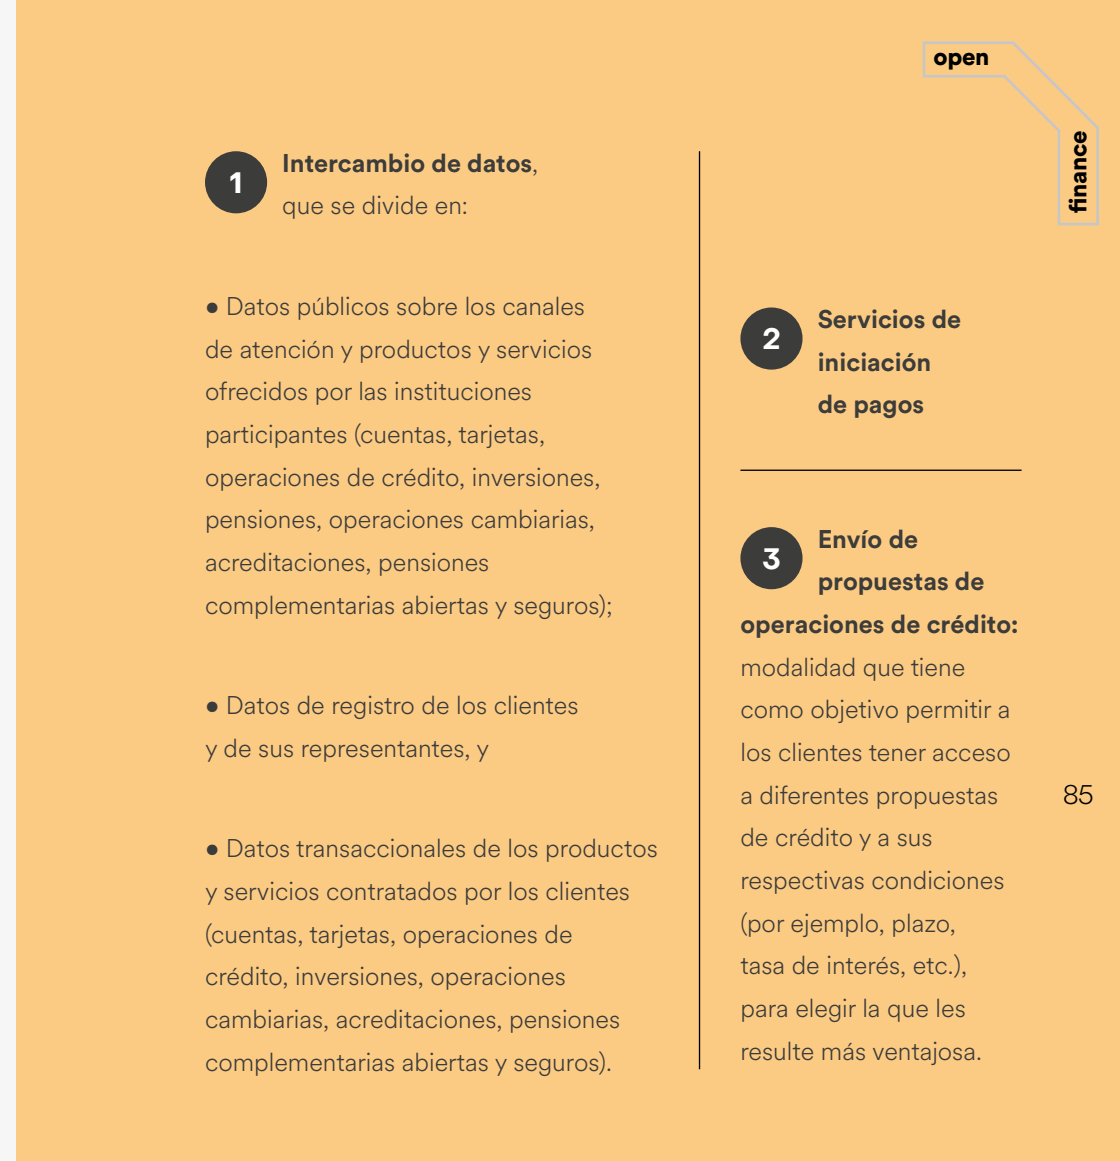 open
finance
1
Intercambio de datos,
que se divide en:
● Datos públicos sobre los canales
de atención y productos y servicios
ofrecidos por las instituciones
participantes (cuentas, tarjetas,
operaciones de crédito, inversiones,
pensiones, operaciones cambiarias,
acreditaciones, pensiones
complementarias abiertas y seguros);
● Datos de registro de los clientes
y de sus representantes, y
● Datos transaccionales de los productos
y servicios contratados por los clientes
(cuentas, tarjetas, operaciones de
crédito, inversiones, operaciones
cambiarias, acreditaciones, pensiones
complementarias abiertas y seguros).
2
Servicios de
iniciación
de pagos
3
Envío de
propuestas de
operaciones de crédito:
modalidad que tiene
como objetivo permitir a
los clientes tener acceso
a diferentes propuestas
de crédito y a sus
respectivas condiciones
(por ejemplo, plazo,
tasa de interés, etc.),
para elegir la que les
resulte más ventajosa.
85